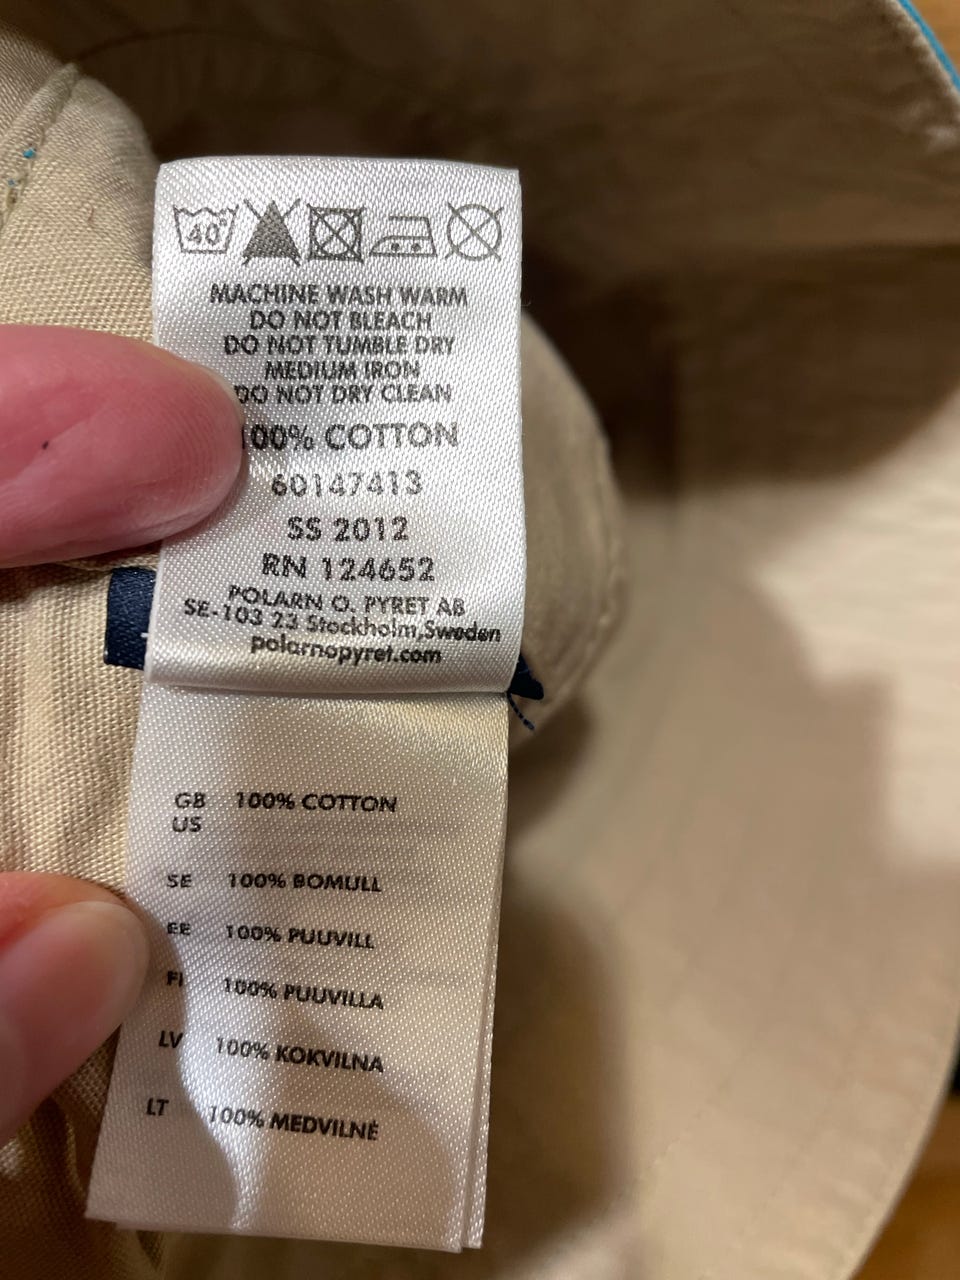 40°
MACHINE WASH WARM
DO NOT BLEACH
DO NOT TUMBLE DRY
MEDIUM IRON
DO NOT DRY CLEAN
100% COTTON
60147413
SS 2012
RN 124652
POLARN O. PYRET AB
SE-103 23 Stockholm,Sweden
polarnopyret.com
GB 100% COTTON
US
SE 100% BOMULL
EE 100% PUUVILL
FI 100% PUUVILLA
LV 100% KOKVILNA
LT 100% MEDVILNĖ